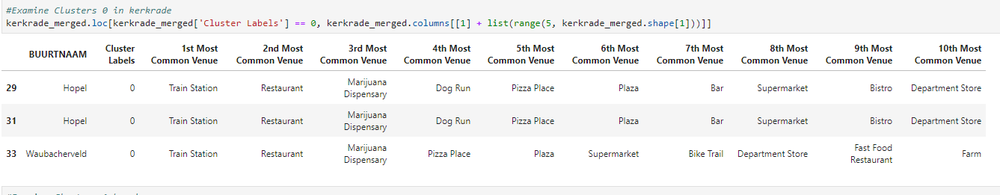 #Examine Clusters 0 in kerkrade
kerkrade_merged.loc[kerkrade_merged['Cluster Labels'] == 0, kerkrade_merged.columns[[1] + list(range(5, kerkrade_merged.shape[1]))]]
BUURTNAAM Cluster Labels 1st Most Common Venue 2nd Most Common Venue 3rd Most Common Venue 4th Most Common Venue 5th Most Common Venue 6th Most Common Venue 7th Most Common Venue 8th Most Common Venue 9th Most Common Venue 10th Most Common Venue
29 Hopel 0 Train Station Restaurant Marijuana Dispensary Dog Run Pizza Place Plaza Bar Supermarket Bistro Department Store
31 Hopel 0 Train Station Restaurant Marijuana Dispensary Dog Run Pizza Place Plaza Bar Supermarket Bistro Department Store
33 Waubacherveld 0 Train Station Restaurant Marijuana Dispensary Pizza Place Plaza Supermarket Bike Trail Department Store Fast Food Restaurant Farm